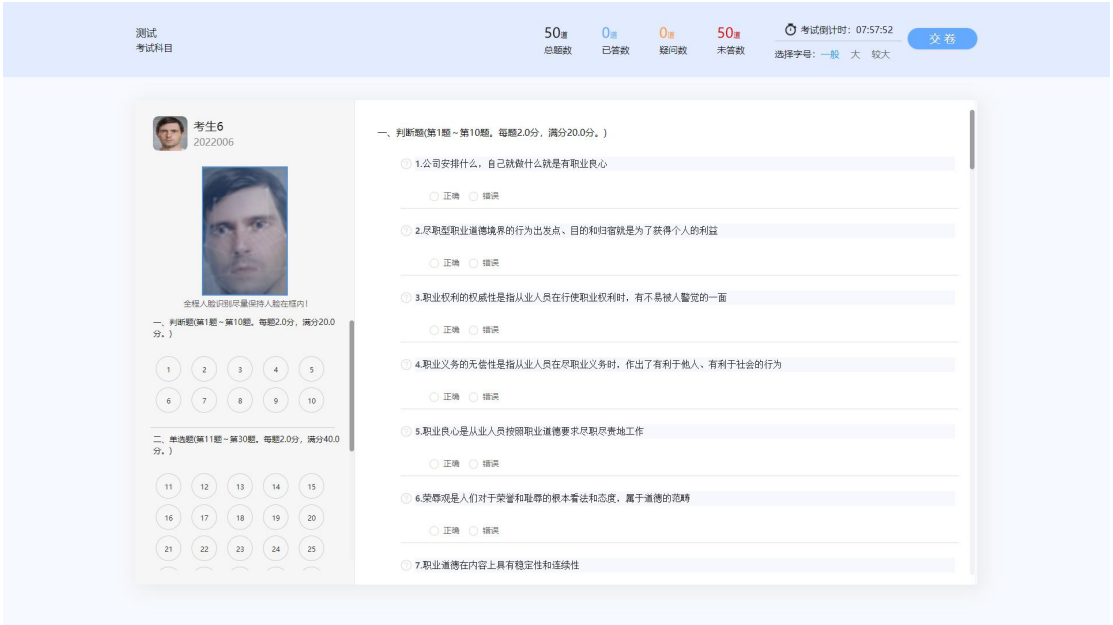 测试
考试科目
50道
总题数
0道
已答数
0道
疑问数
50道
未答数
考试倒计时：07:57:52
选择字号：一般 大 较大
交卷
考生6
2022006
全程人脸识别尽量保持人脸在框内！
一、判断题(第1题～第10题。每题2.0分，满分20.0
分。)
1 2 3 4 5
6 7 8 9 10
二、单选题(第11题～第30题。每题2.0分，满分40.0
分。)
11 12 13 14 15
16 17 18 19 20
21 22 23 24 25
一、判断题(第1题～第10题。每题2.0分，满分20.0分。)
1.公司安排什么，自己就做什么就是有职业良心
正确 错误
2.尽职型职业道德境界的行为出发点、目的和归宿就是为了获得个人的利益
正确 错误
3.职业权利的权威性是指从业人员在行使职业权利时，有不易被人警觉的一面
正确 错误
4.职业义务的无偿性是指从业人员在尽职业义务时，作出了有利于他人、有利于社会的行为
正确 错误
5.职业良心是从业人员按照职业道德要求尽职尽责地工作
正确 错误
6.荣辱观是人们对于荣誉和耻辱的根本看法和态度，属于道德的范畴
正确 错误
7.职业道德在内容上具有稳定性和连续性